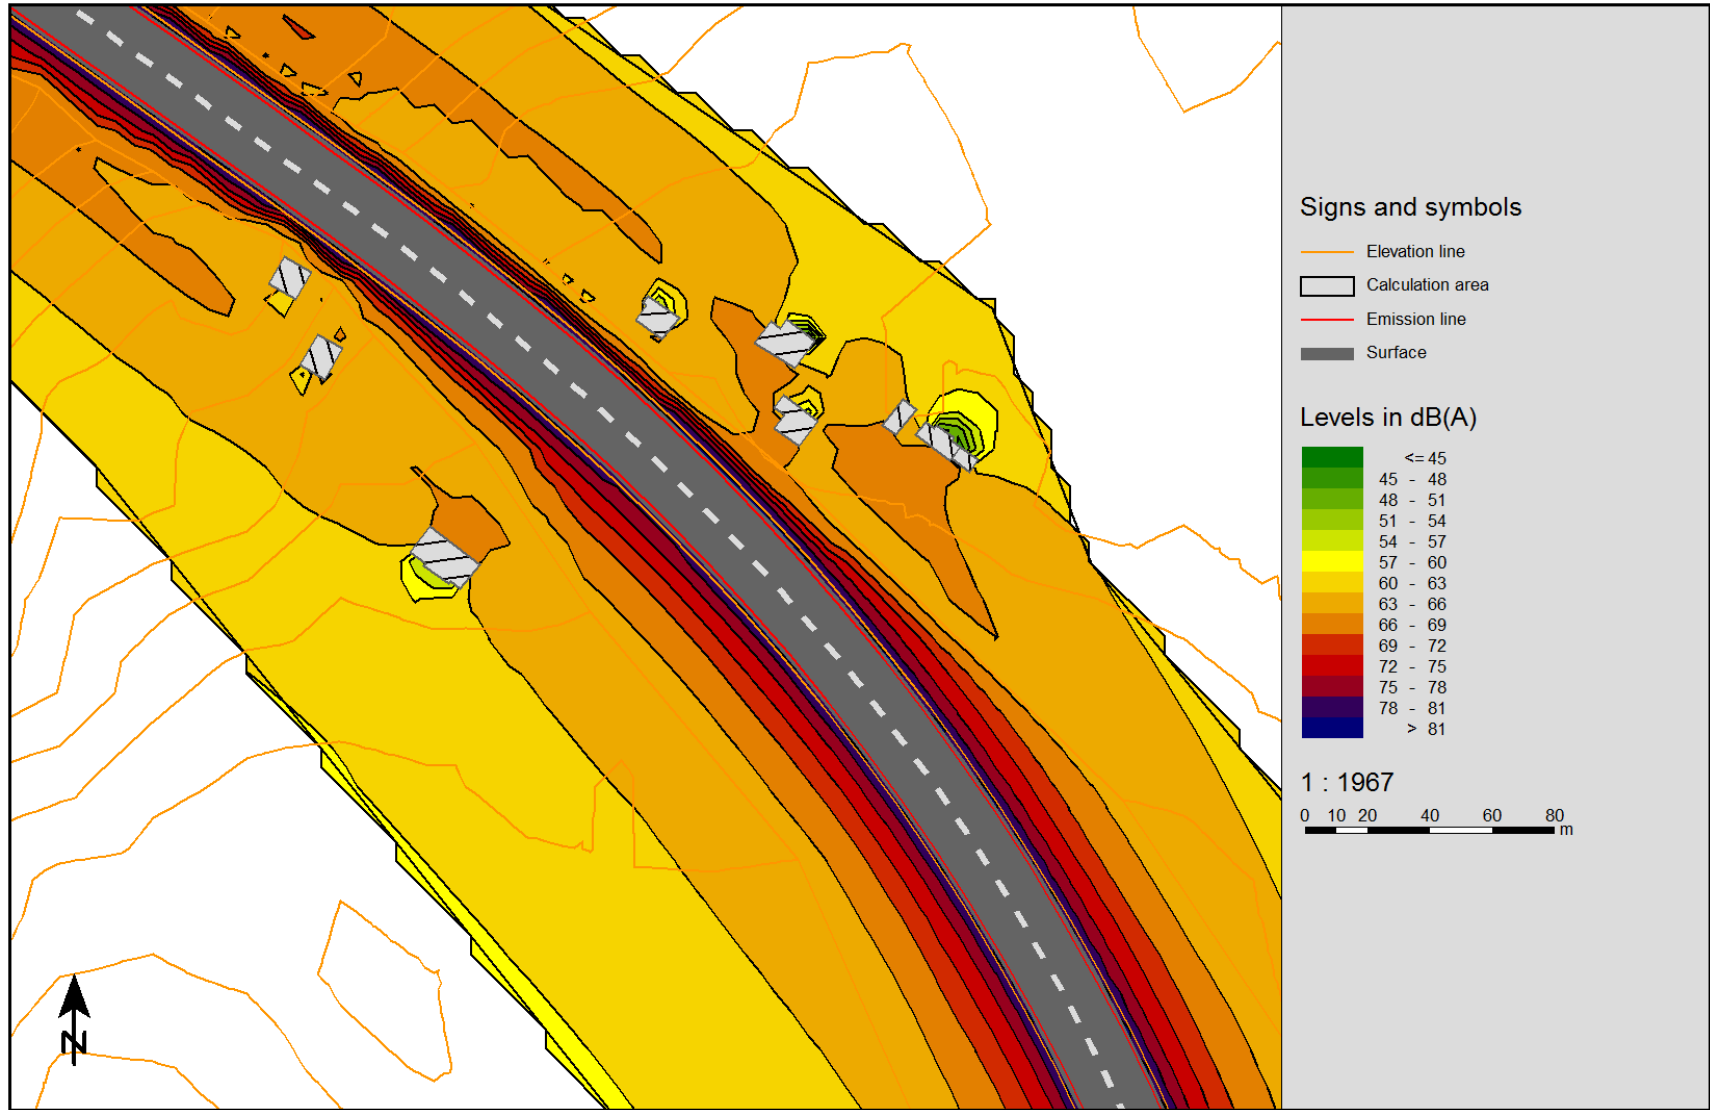 Signs and symbols
Elevation line
Calculation area
Emission line
Surface
Levels in dB(A)
<= 45
45 - 48
48 - 51
51 - 54
54 - 57
57 - 60
60 - 63
63 - 66
66 - 69
69 - 72
72 - 75
75 - 78
78 - 81
> 81
1 : 1967
0 10 20 40 60 80
m
N